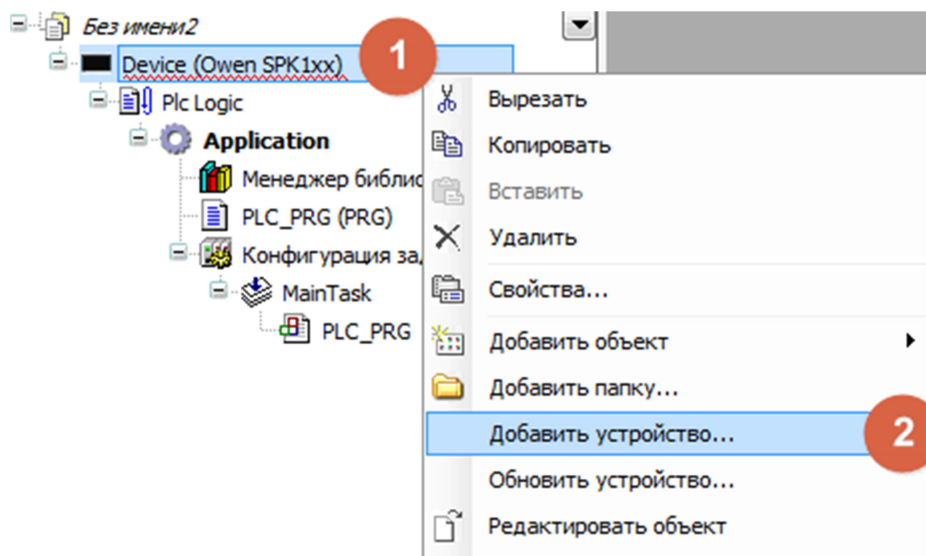 Без имени2
Device (Owen SPK1xx)
1
Plc Logic
Application
Менеджер библис
PLC_PRG (PRG)
Конфигурация за
MainTask
PLC_PRG
Вырезать
Копировать
Вставить
Удалить
Свойства...
Добавить объект
Добавить папку...
Добавить устройство...
2
Обновить устройство...
Редактировать объект